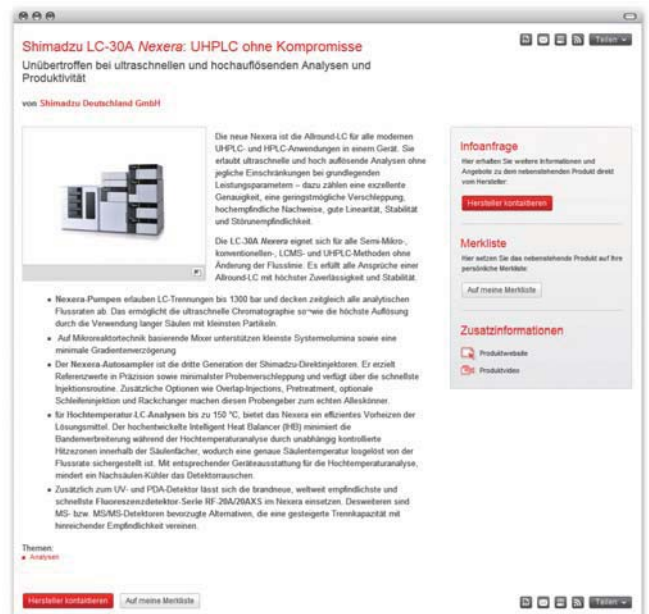 Shimadzu LC-30A Nexera: UHPLC ohne Kompromisse
Unübertroffen bei ultraschnellen und hochauflösenden Analysen und
Produktivität
von Shimadzu Deutschland GmbH
Teilen
Die neue Nexera ist die Allround-LC für alle modernen
UHPLC- und HPLC-Anwendungen in einem Gerät. Sie
erlaubt ultraschnelle und hoch auflösende Analysen ohne
jegliche Einschränkungen bei grundlegenden
Leistungsparametern – dazu zählen eine exzellente
Genauigkeit, eine geringstmögliche Verschleppung,
hochempfindliche Nachweise, gute Linearität, Stabilität
und Störunempfindlichkeit.
Die LC-30A Nexera eignet sich für alle Semi-Mikro-,
konventionellen-, LCMS- und UHPLC-Methoden ohne
Änderung der Flusslinie. Es erfüllt alle Ansprüche einer
Allround-LC mit höchster Zuverlässigkeit und Stabilität.
Nexera-Pumpen erlauben LC-Trennungen bis 1300 bar und decken zeitgleich alle analytischen
Flussraten ab. Das ermöglicht die ultraschnelle Chromatographie sowie die höchste Auflösung
durch die Verwendung langer Säulen mit kleinsten Partikeln.
Auf Mikroreaktortechnik basierende Mixer unterstützen kleinste Systemvolumina sowie eine
minimale Gradientenverzögerung
Der Nexera-Autosampler ist die dritte Generation der Shimadzu-Direktinjektoren. Er erzielt
Referenzwerte in Präzision sowie minimalster Probenverschleppung und verfügt über die schnellste
Injektionsroutine. Zusätzliche Optionen wie Overlap-Injections, Pretreatment, optionale
Schleifeninjektion und Rackchanger machen diesen Probengeber zum echten Alleskönner.
für Hochtemperatur-LC-Analysen bis zu 150 °C, bietet das Nexera ein effizientes Vorheizen der
Lösungsmittel. Der hochentwickelte Intelligent Heat Balancer (IHB) minimiert die
Bandenverbreiterung während der Hochtemperaturanalyse durch unabhängig kontrollierte
Hitzezonen innerhalb der Säulenfächer, wodurch eine genaue Säulentemperatur losgelöst von der
Flussrate sichergestellt ist. Mit entsprechender Geräteausstattung für die Hochtemperaturanalyse,
mindert ein Nachsäulen-Kühler das Detektorrauschen.
Zusätzlich zum UV- und PDA-Detektor lässt sich die brandneue, weltweit empfindlichste und
schnellste Fluoreszenzdetektor-Serie RF-20A/20AXS im Nexera einsetzen. Desweiteren sind
MS- bzw. MS/MS-Detektoren bevorzugte Alternativen, die eine gesteigerte Trennkapazität mit
hinreichender Empfindlichkeit vereinen.
Themen:
Analysen
Hersteller kontaktieren
Auf meine Merkliste
Infoanfrage
Hier erhalten Sie weitere Informationen und
Angebote zu dem nebenstehenden Produkt direkt
vom Hersteller:
Hersteller kontaktieren
Merkliste
Hier setzen Sie das nebenstehende Produkt auf Ihre
persönliche Merkliste:
Auf meine Merkliste
Zusatzinformationen
Produktwebsite
Produktvideo
Teilen